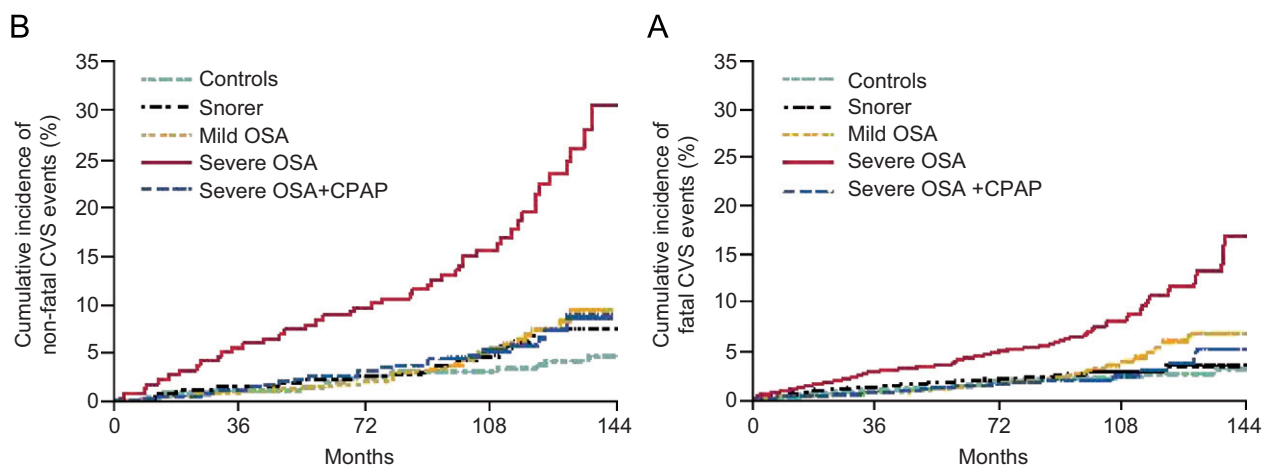 B
Cumulative incidence of
non-fatal CVS events (%)
35
30
25
20
15
10
5
0
Controls
Snorer
Mild OSA
Severe OSA
Severe OSA+CPAP
0 36 72 108 144
Months
A
Cumulative incidence of
fatal CVS events (%)
35
30
25
20
15
10
5
0
Controls
Snorer
Mild OSA
Severe OSA
Severe OSA +CPAP
0 36 72 108 144
Months